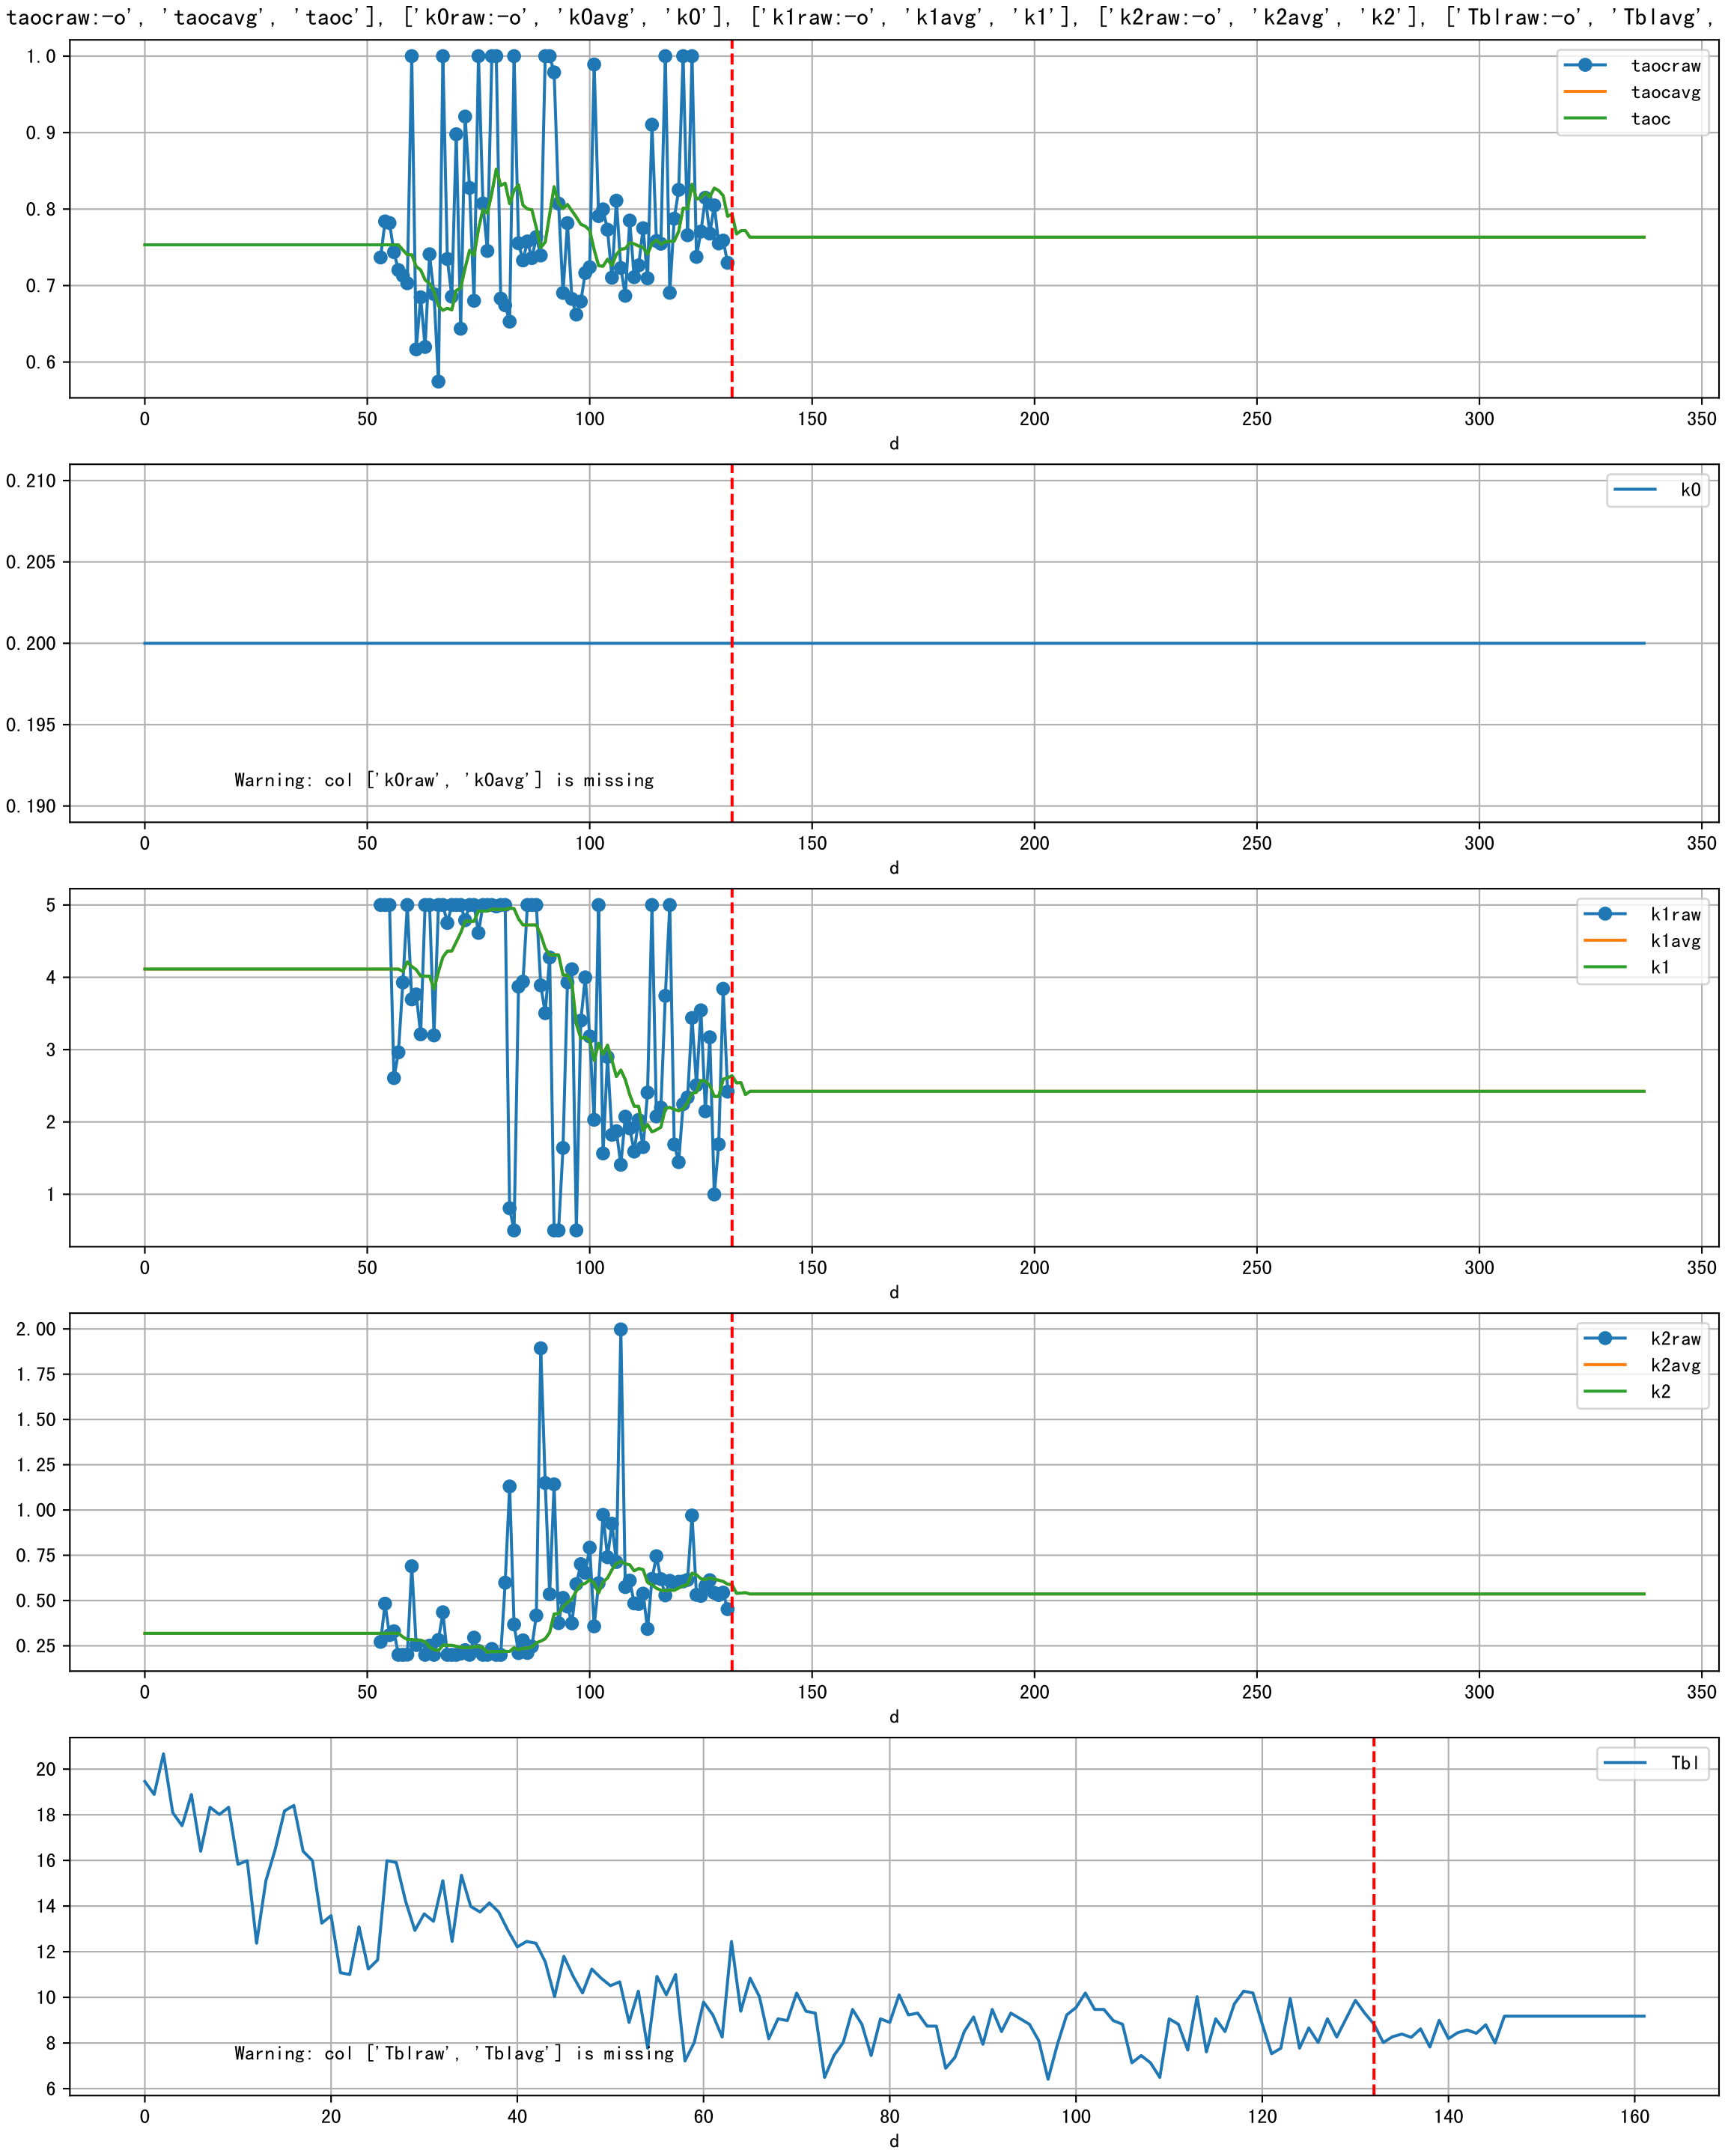 taocraw:-o', 'taocavg', 'taoc'], ['k0raw:-o', 'k0avg', 'k0'], ['k1raw:-o', 'k1avg', 'k1'], ['k2raw:-o', 'k2avg', 'k2'], ['Tblraw:-o', 'Tblavg',
1.0
0.9
0.8
0.7
0.6
taocraw
taocavg
taoc
0 50 100 150 200 250 300 350
d
0.210
0.205
0.200
0.195
0.190
k0
Warning: col ['k0raw', 'k0avg'] is missing
0 50 100 150 200 250 300 350
d
5
4
3
2
1
k1raw
k1avg
k1
0 50 100 150 200 250 300 350
d
2.00
1.75
1.50
1.25
1.00
0.75
0.50
0.25
k2raw
k2avg
k2
0 50 100 150 200 250 300 350
d
20
18
16
14
12
10
8
6
Tbl
Warning: col ['Tblraw', 'Tblavg'] is missing
0 20 40 60 80 100 120 140 160
d